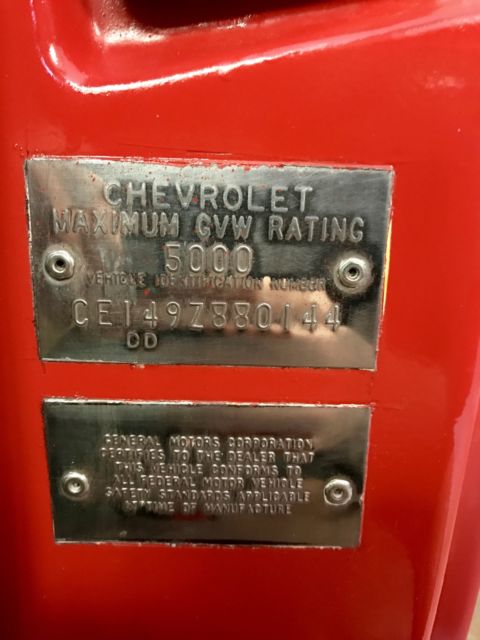 CHEVROLET
MAXIMUM GVW RATING
5000
VEHICLE IDENTIFICATION NUMBER
CE149Z880144
DD
GENERAL MOTORS CORPORATION
CERTIFIES TO THE DEALER THAT
THIS VEHICLE CONFORMS TO
ALL FEDERAL MOTOR VEHICLE
SAFETY STANDARDS APPLICABLE
AT TIME OF MANUFACTURE